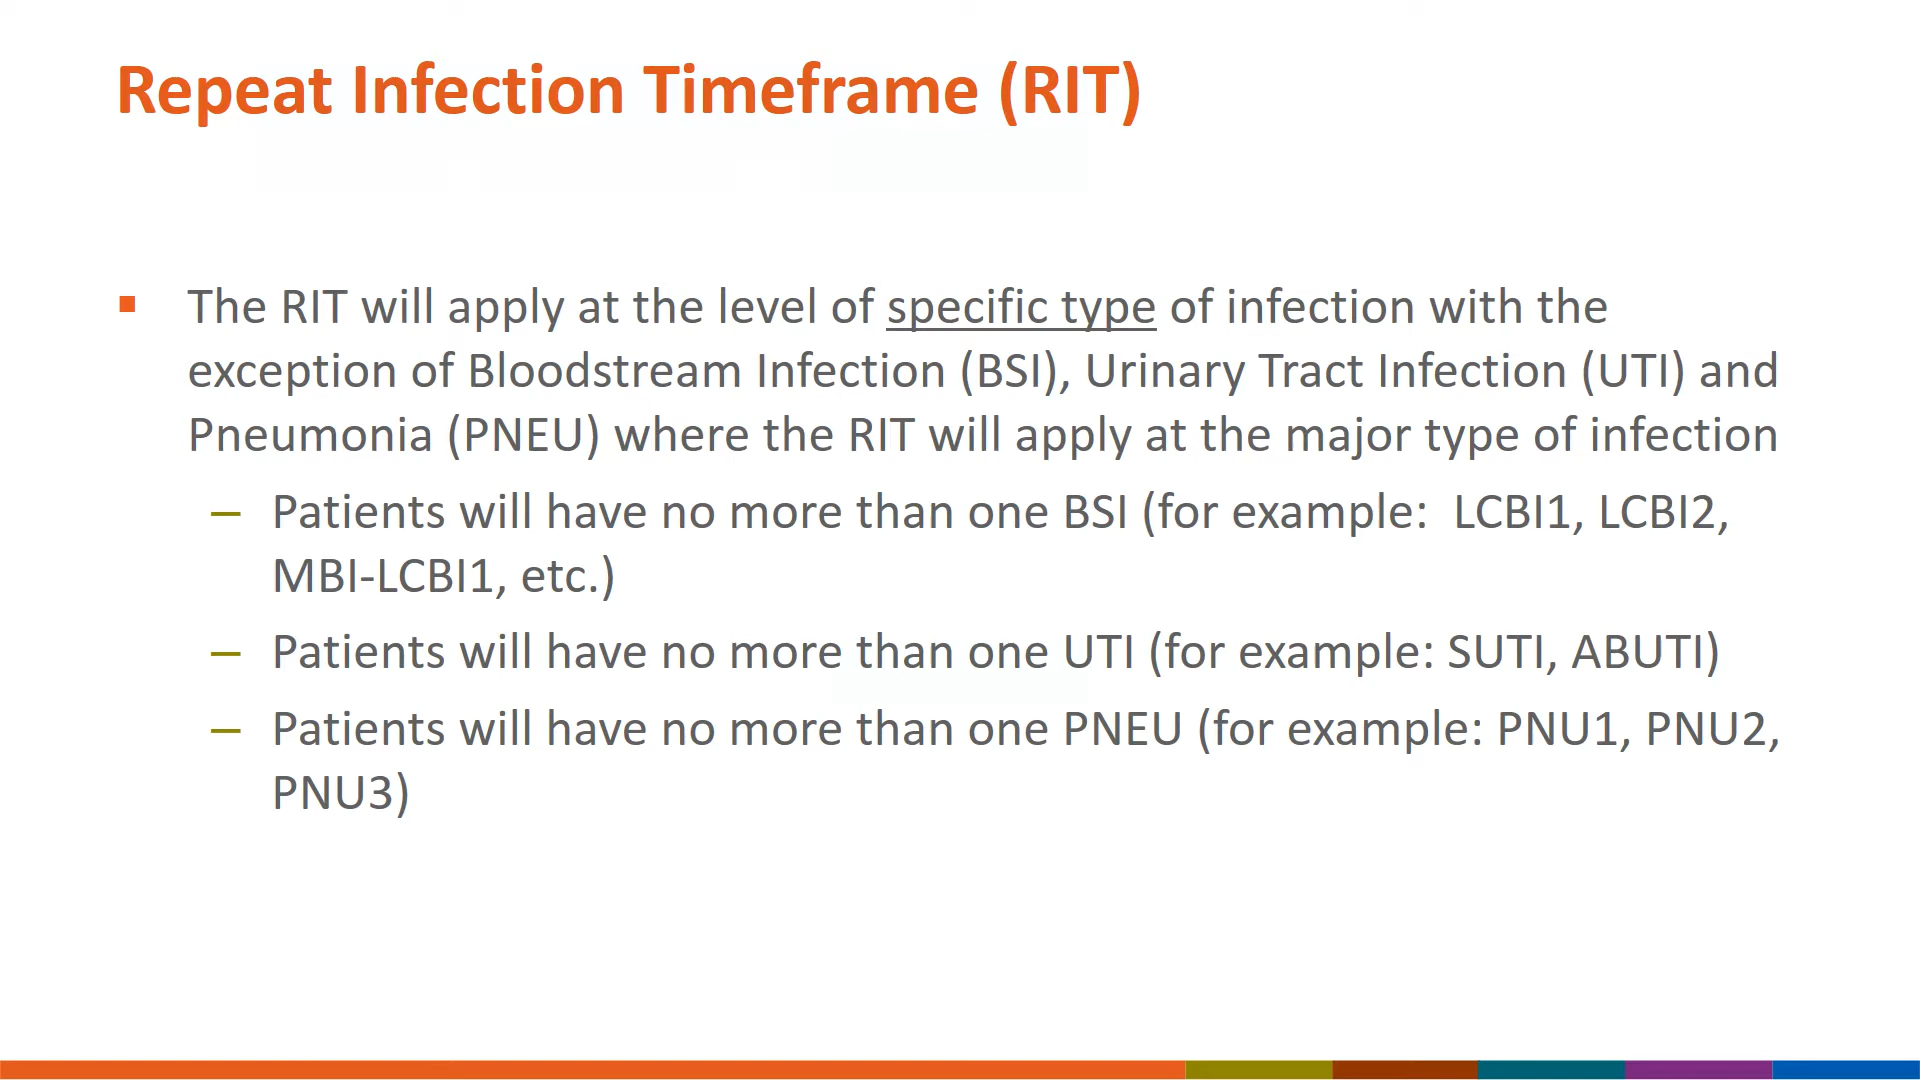 Repeat Infection Timeframe (RIT)
▪ The RIT will apply at the level of specific type of infection with the
exception of Bloodstream Infection (BSI), Urinary Tract Infection (UTI) and
Pneumonia (PNEU) where the RIT will apply at the major type of infection
– Patients will have no more than one BSI (for example:  LCBI1, LCBI2,
MBI-LCBI1, etc.)
– Patients will have no more than one UTI (for example: SUTI, ABUTI)
– Patients will have no more than one PNEU (for example: PNU1, PNU2,
PNU3)